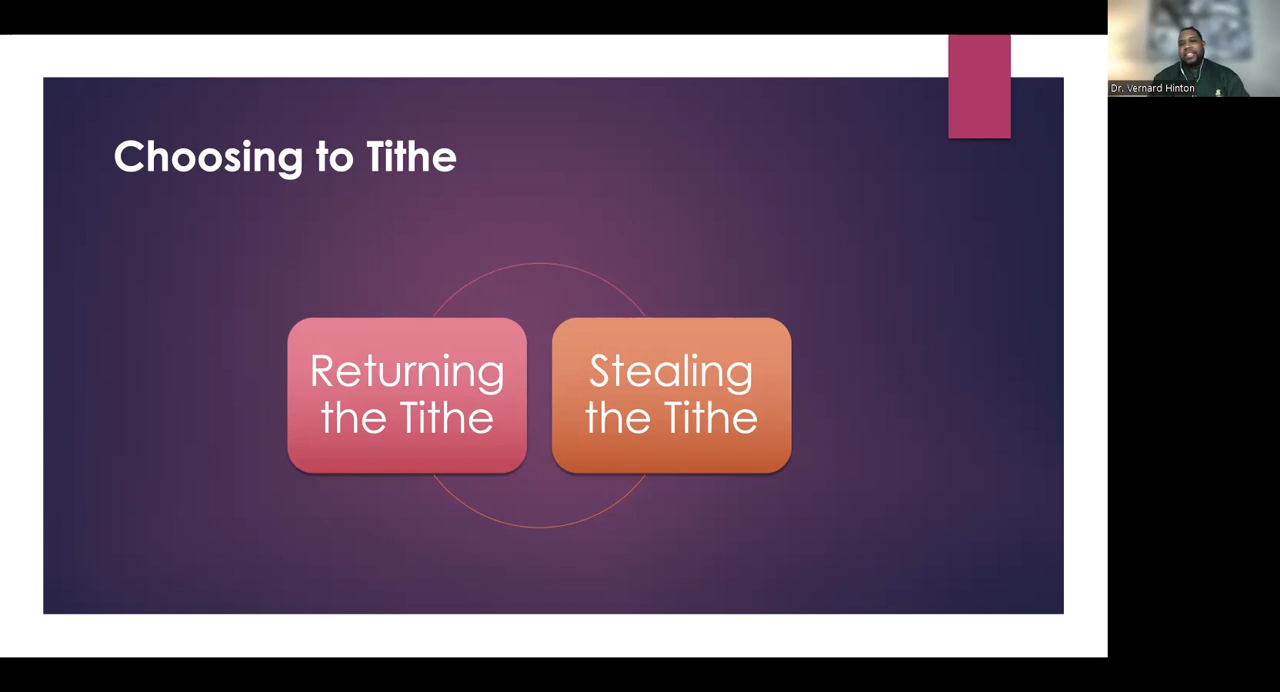 Choosing to Tithe
Returning
the Tithe
Stealing
the Tithe
Dr. Vernard Hinton